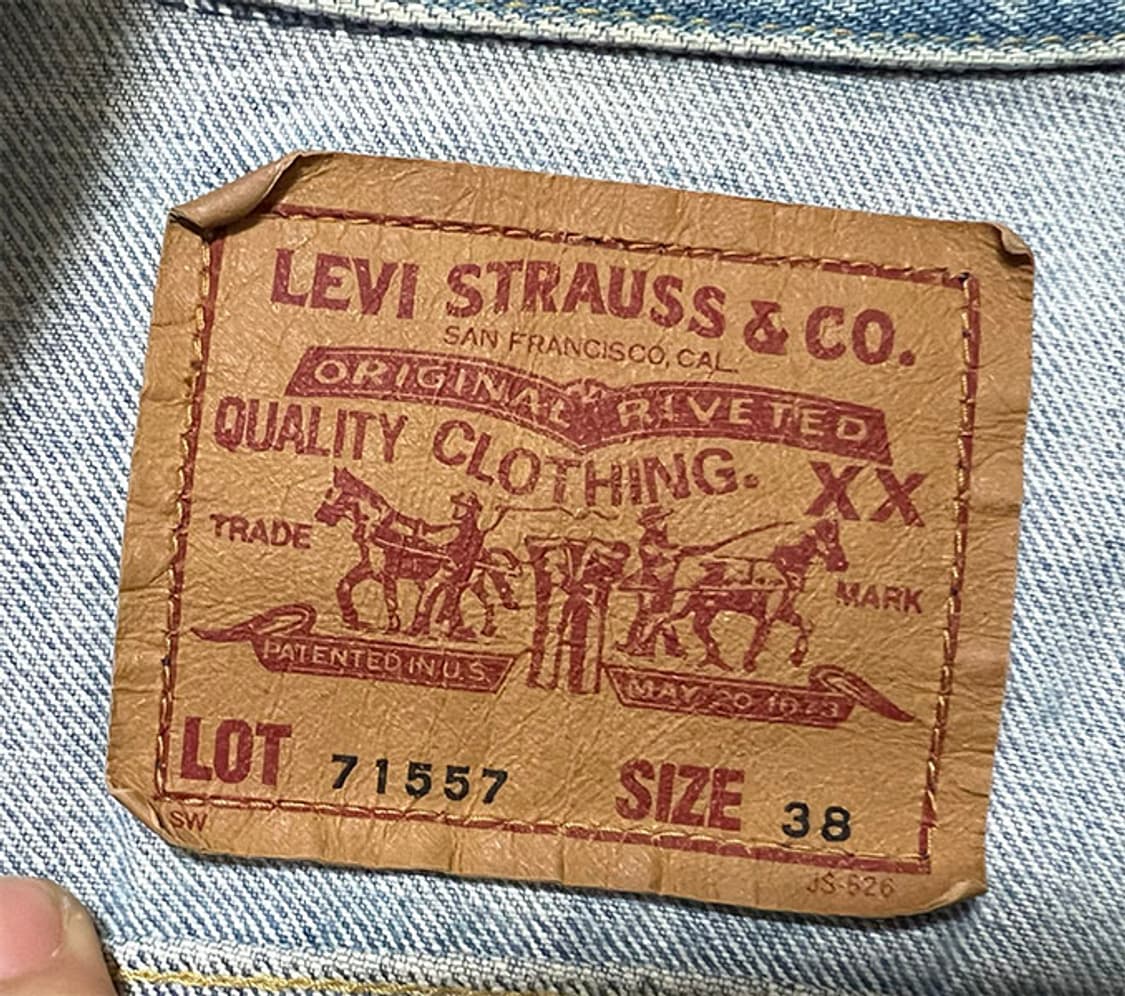 LEVI STRAUSS & CO.
SAN FRANCISCO, CAL.
ORIGINAL RIVETED
QUALITY CLOTHING.
XX
TRADE MARK
PATENTED IN U.S.
MAY 20 1873
LOT 71557 SIZE 38
SW
JS-526